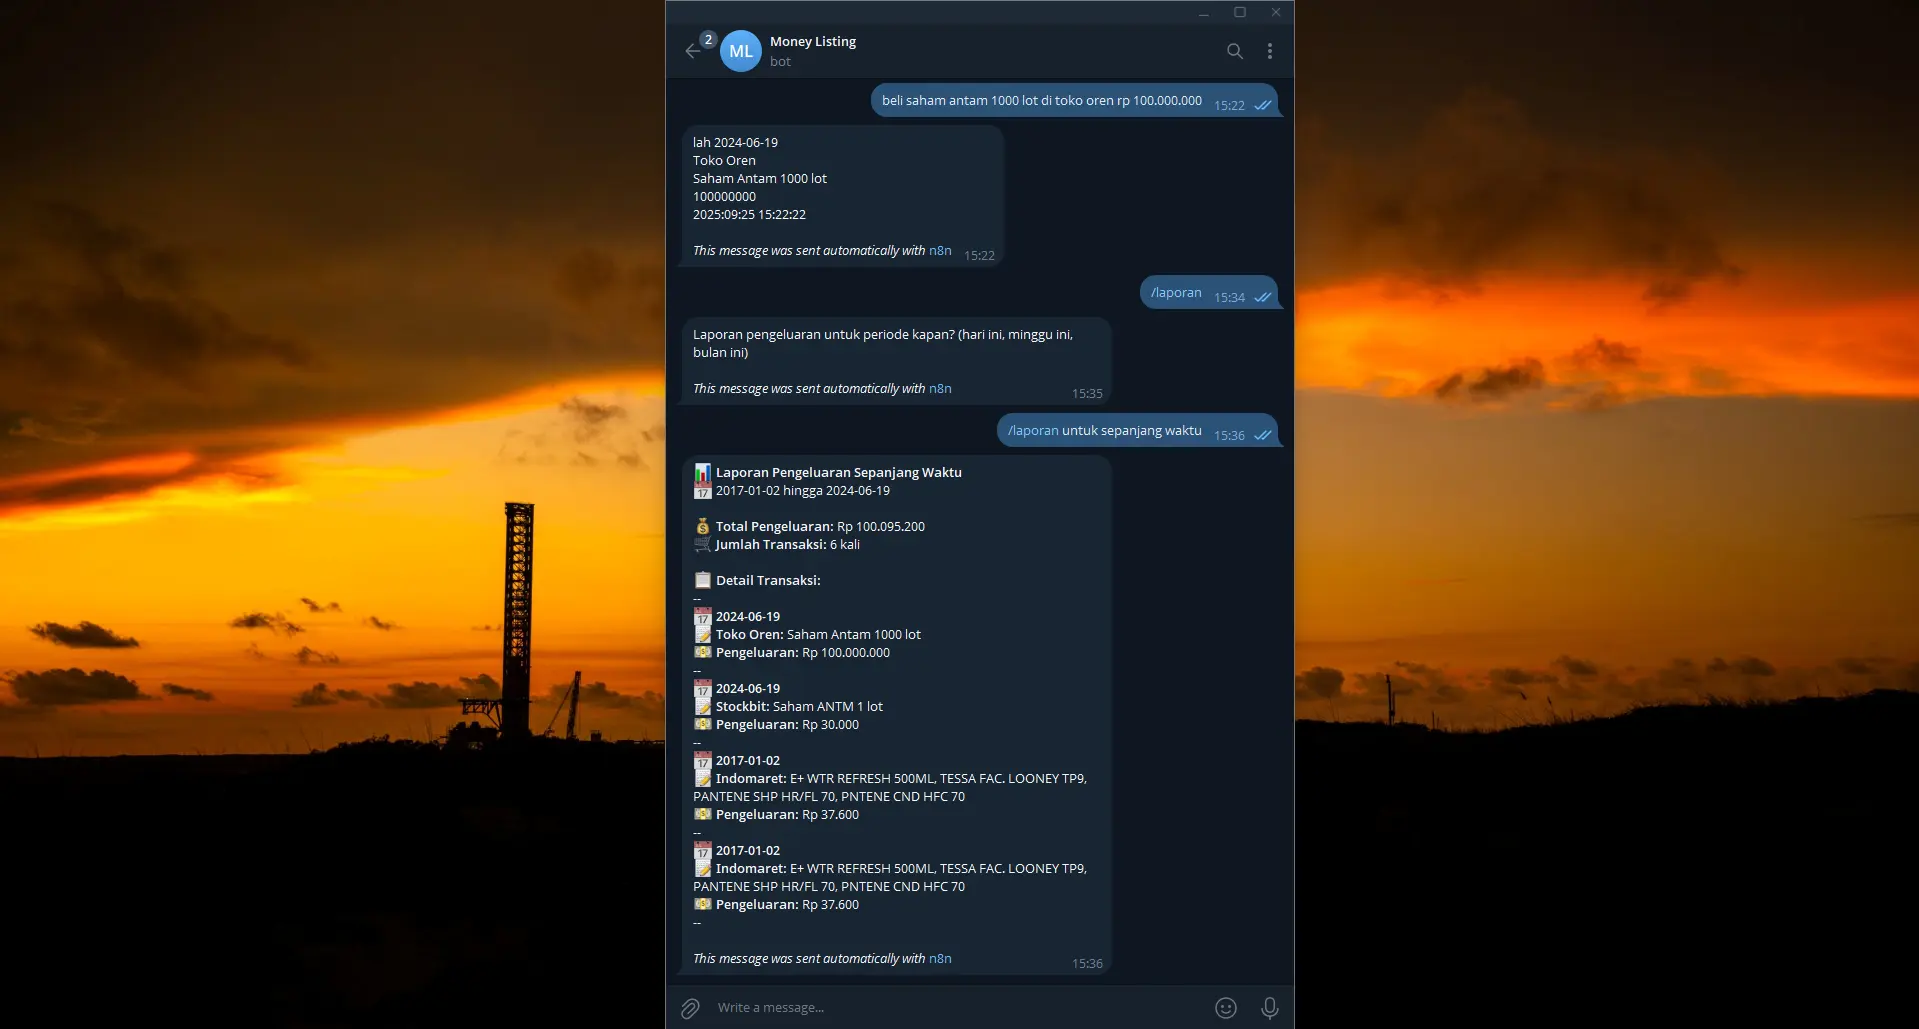 2
ML
Money Listing
bot
beli saham antam 1000 lot di toko oren rp 100.000.000 15:22
lah 2024-06-19
Toko Oren
Saham Antam 1000 lot
100000000
2025:09:25 15:22:22
This message was sent automatically with n8n 15:22
/laporan 15:34
Laporan pengeluaran untuk periode kapan? (hari ini, minggu ini,
bulan ini)
This message was sent automatically with n8n 15:35
/laporan untuk sepanjang waktu 15:36
📊 Laporan Pengeluaran Sepanjang Waktu
📅 2017-01-02 hingga 2024-06-19
💰 Total Pengeluaran: Rp 100.095.200
🛒 Jumlah Transaksi: 6 kali
📋 Detail Transaksi:
--
📅 2024-06-19
📝 Toko Oren: Saham Antam 1000 lot
💵 Pengeluaran: Rp 100.000.000
--
📅 2024-06-19
📝 Stockbit: Saham ANTM 1 lot
💵 Pengeluaran: Rp 30.000
--
📅 2017-01-02
📝 Indomaret: E+ WTR REFRESH 500ML, TESSA FAC. LOONEY TP9,
PANTENE SHP HR/FL 70, PNTENE CND HFC 70
💵 Pengeluaran: Rp 37.600
--
📅 2017-01-02
📝 Indomaret: E+ WTR REFRESH 500ML, TESSA FAC. LOONEY TP9,
PANTENE SHP HR/FL 70, PNTENE CND HFC 70
💵 Pengeluaran: Rp 37.600
--
This message was sent automatically with n8n 15:36
Write a message...